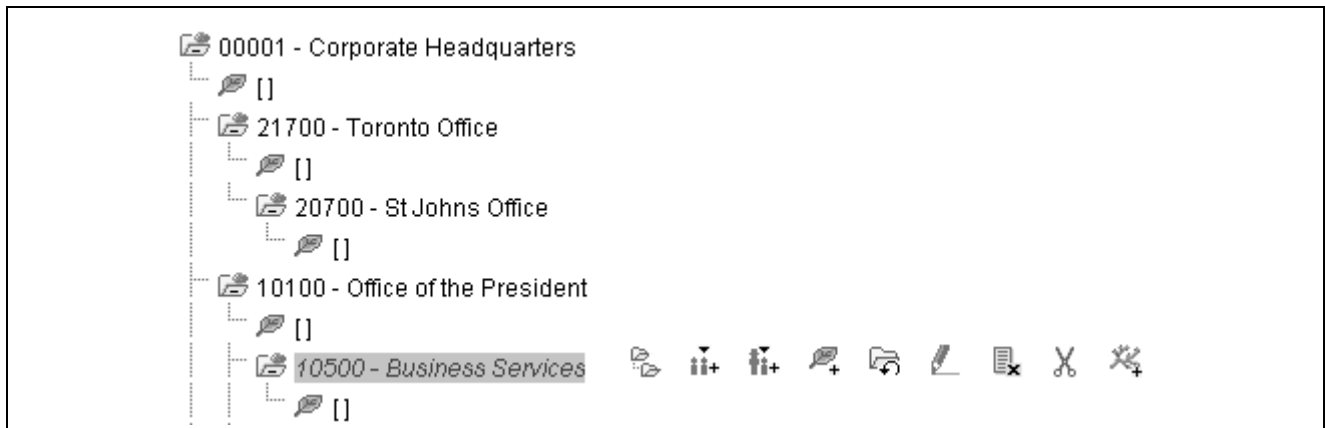 00001 - Corporate Headquarters
[]
21700 - Toronto Office
[]
20700 - St Johns Office
[]
10100 - Office of the President
[]
10500 - Business Services
[]